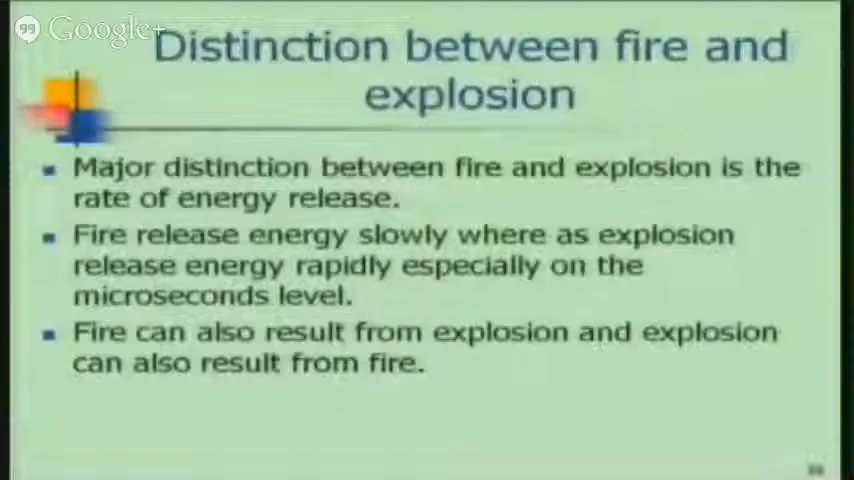 Google+
Distinction between fire and
explosion
Major distinction between fire and explosion is the
rate of energy release.
Fire release energy slowly where as explosion
release energy rapidly especially on the
microseconds level.
Fire can also result from explosion and explosion
can also result from fire.